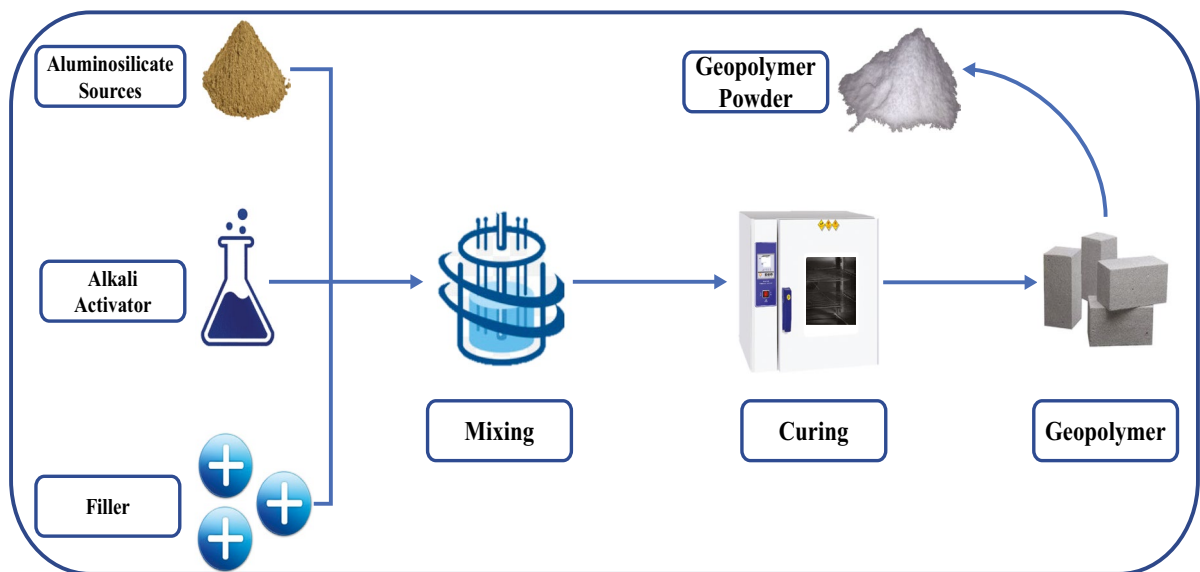 Aluminosilicate
Sources
Geopolymer
Powder
Alkali
Activator
Mixing
Curing
Geopolymer
Filler